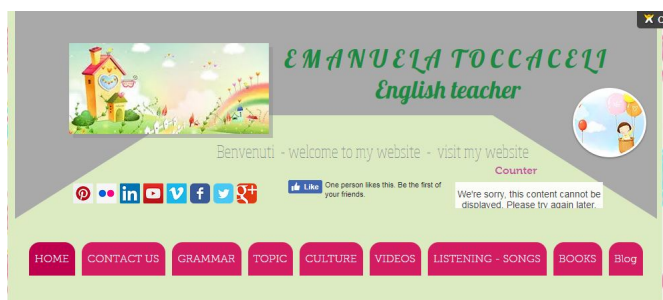 EMANUELA TOCCACELI
English teacher
Benvenuti - welcome to my website - visit my website
Counter
Like One person likes this. Be the first of
your friends.
We're sorry, this content cannot be
displayed. Please try again later.
HOME CONTACT US GRAMMAR TOPIC CULTURE VIDEOS LISTENING - SONGS BOOKS Blog